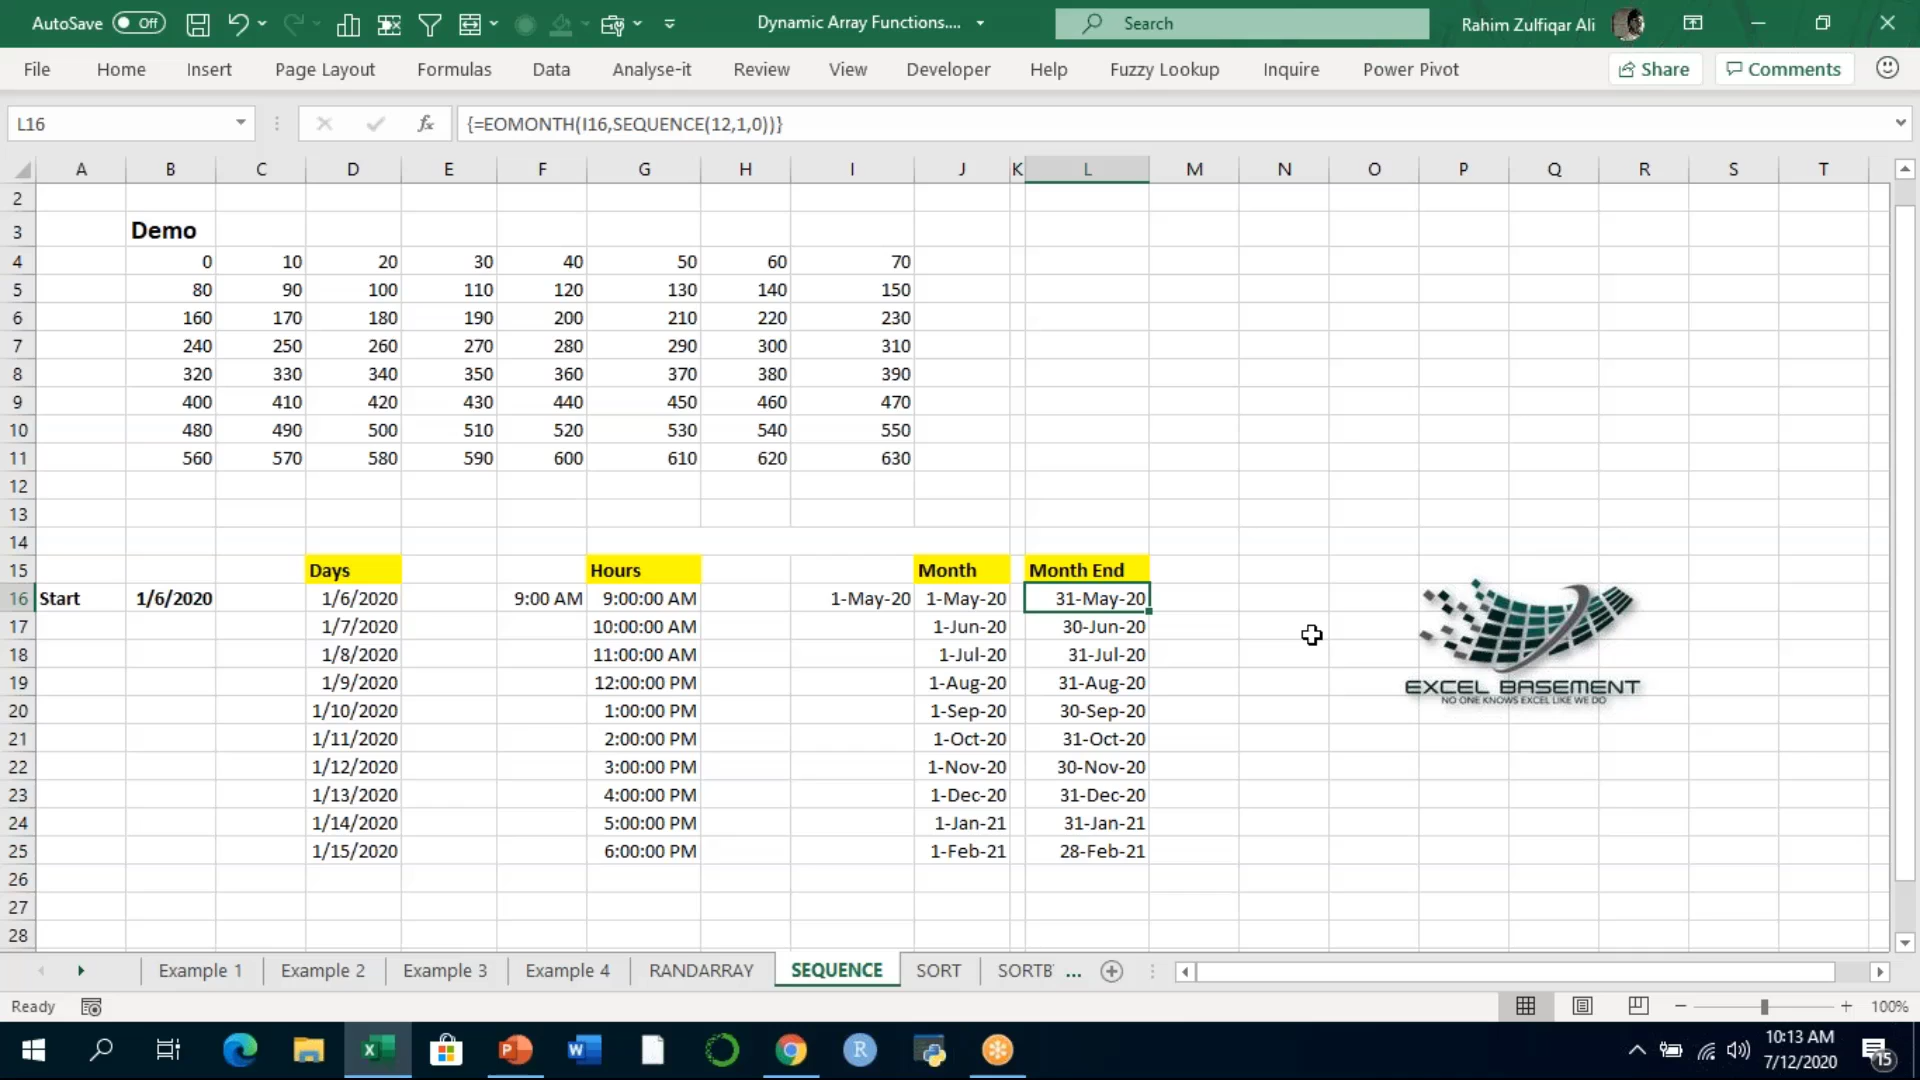 AutoSave Off Dynamic Array Functions.... Search Rahim Zulfiqar Ali
File Home Insert Page Layout Formulas Data Analyse-it Review View Developer Help Fuzzy Lookup Inquire Power Pivot Share Comments
L16 fx {=EOMONTH(I16,SEQUENCE(12,1,0))}
A B C D E F G H I J K L M N O P Q R S T
2
3 Demo
4 0 10 20 30 40 50 60 70
5 80 90 100 110 120 130 140 150
6 160 170 180 190 200 210 220 230
7 240 250 260 270 280 290 300 310
8 320 330 340 350 360 370 380 390
9 400 410 420 430 440 450 460 470
10 480 490 500 510 520 530 540 550
11 560 570 580 590 600 610 620 630
12
13
14
15 Days Hours Month Month End
16 Start 1/6/2020 1/6/2020 9:00 AM 9:00:00 AM 1-May-20 1-May-20 31-May-20
17 1/7/2020 10:00:00 AM 1-Jun-20 30-Jun-20
18 1/8/2020 11:00:00 AM 1-Jul-20 31-Jul-20
19 1/9/2020 12:00:00 PM 1-Aug-20 31-Aug-20
EXCEL BASEMENT
NO ONE KNOWS EXCEL LIKE WE DO
20 1/10/2020 1:00:00 PM 1-Sep-20 30-Sep-20
21 1/11/2020 2:00:00 PM 1-Oct-20 31-Oct-20
22 1/12/2020 3:00:00 PM 1-Nov-20 30-Nov-20
23 1/13/2020 4:00:00 PM 1-Dec-20 31-Dec-20
24 1/14/2020 5:00:00 PM 1-Jan-21 31-Jan-21
25 1/15/2020 6:00:00 PM 1-Feb-21 28-Feb-21
26
27
28
Example 1 Example 2 Example 3 Example 4 RANDARRAY SEQUENCE SORT SORTB ...
Ready 100%
10:13 AM
7/12/2020
15